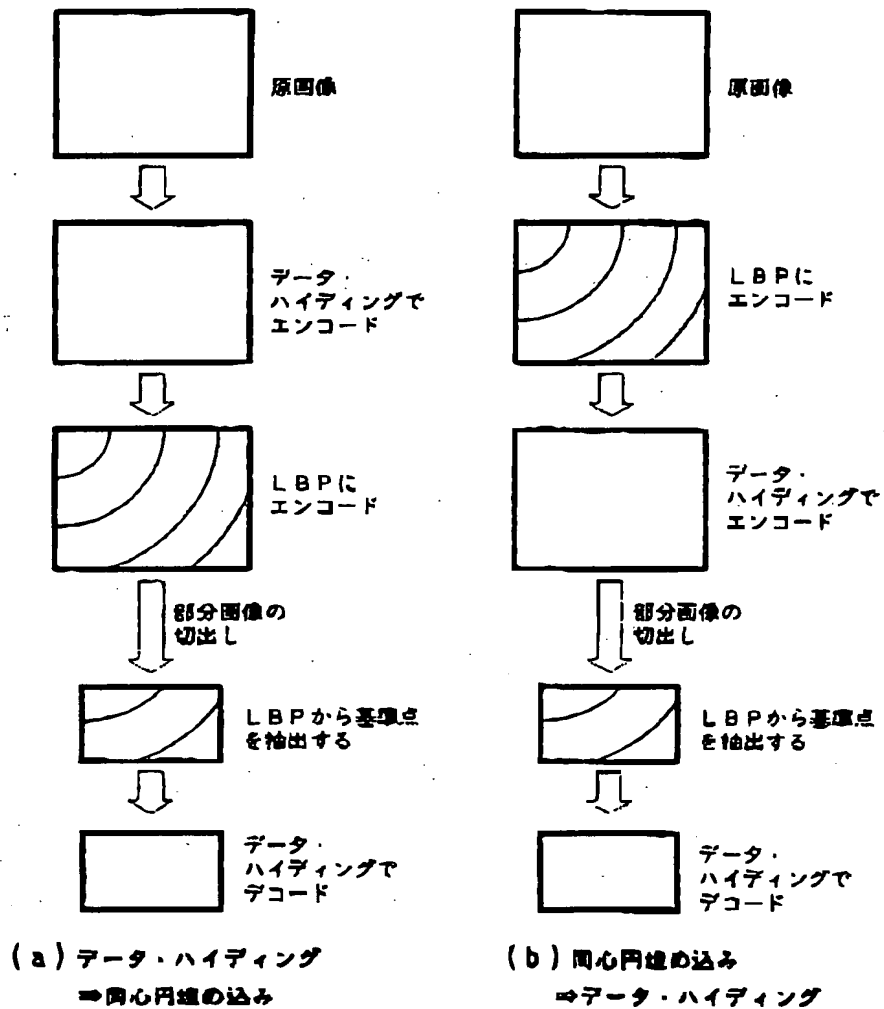 原画像
データ・
ハイディングで
エンコード
LBPに
エンコード
部分画像の
切出し
LBPから基準点
を抽出する
データ・
ハイディングで
デコード
(a) データ・ハイディング
⇒同心円埋め込み
原画像
LBPに
エンコード
データ・
ハイディングで
エンコード
部分画像の
切出し
LBPから基準点
を抽出する
データ・
ハイディングで
デコード
(b) 同心円埋め込み
⇒データ・ハイディング